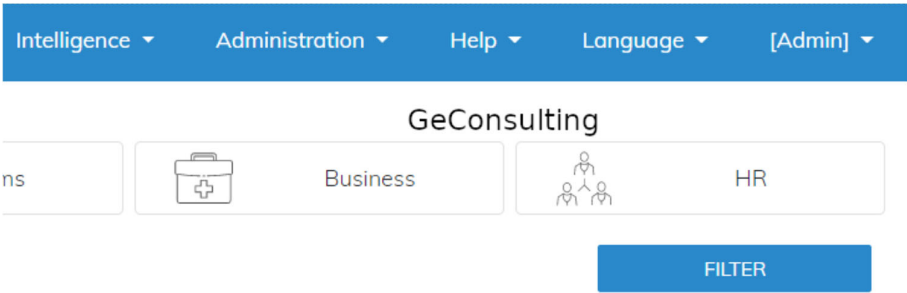 Intelligence Administration Help Language [Admin]
GeConsulting
ns Business HR
FILTER